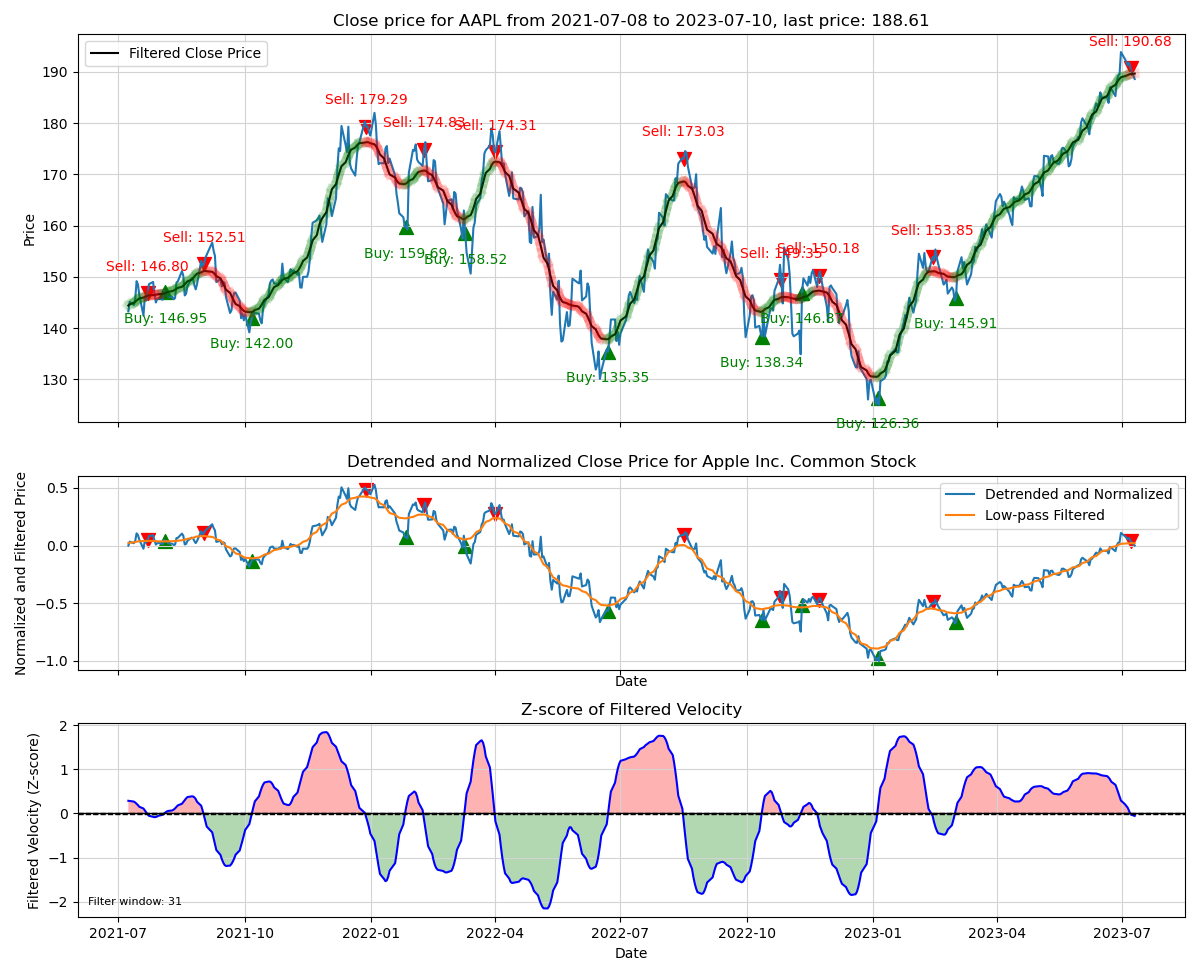 Close price for AAPL from 2021-07-08 to 2023-07-10, last price: 188.61
Filtered Close Price
Price
190
180
170
160
150
140
130
Sell: 146.80
Sell: 152.51
Sell: 179.29
Sell: 174.83
Sell: 174.31
Sell: 173.03
Sell: 149.35
Sell: 150.18
Sell: 153.85
Sell: 190.68
Buy: 146.95
Buy: 142.00
Buy: 159.69
Buy: 158.52
Buy: 135.35
Buy: 138.34
Buy: 146.87
Buy: 126.36
Buy: 145.91
Detrended and Normalized Close Price for Apple Inc. Common Stock
Detrended and Normalized
Low-pass Filtered
Normalized and Filtered Price
0.5
0.0
−0.5
−1.0
Date
Z-score of Filtered Velocity
Filtered Velocity (Z-score)
2
1
0
−1
−2
Filter window: 31
2021-07
2021-10
2022-01
2022-04
2022-07
2022-10
2023-01
2023-04
2023-07
Date